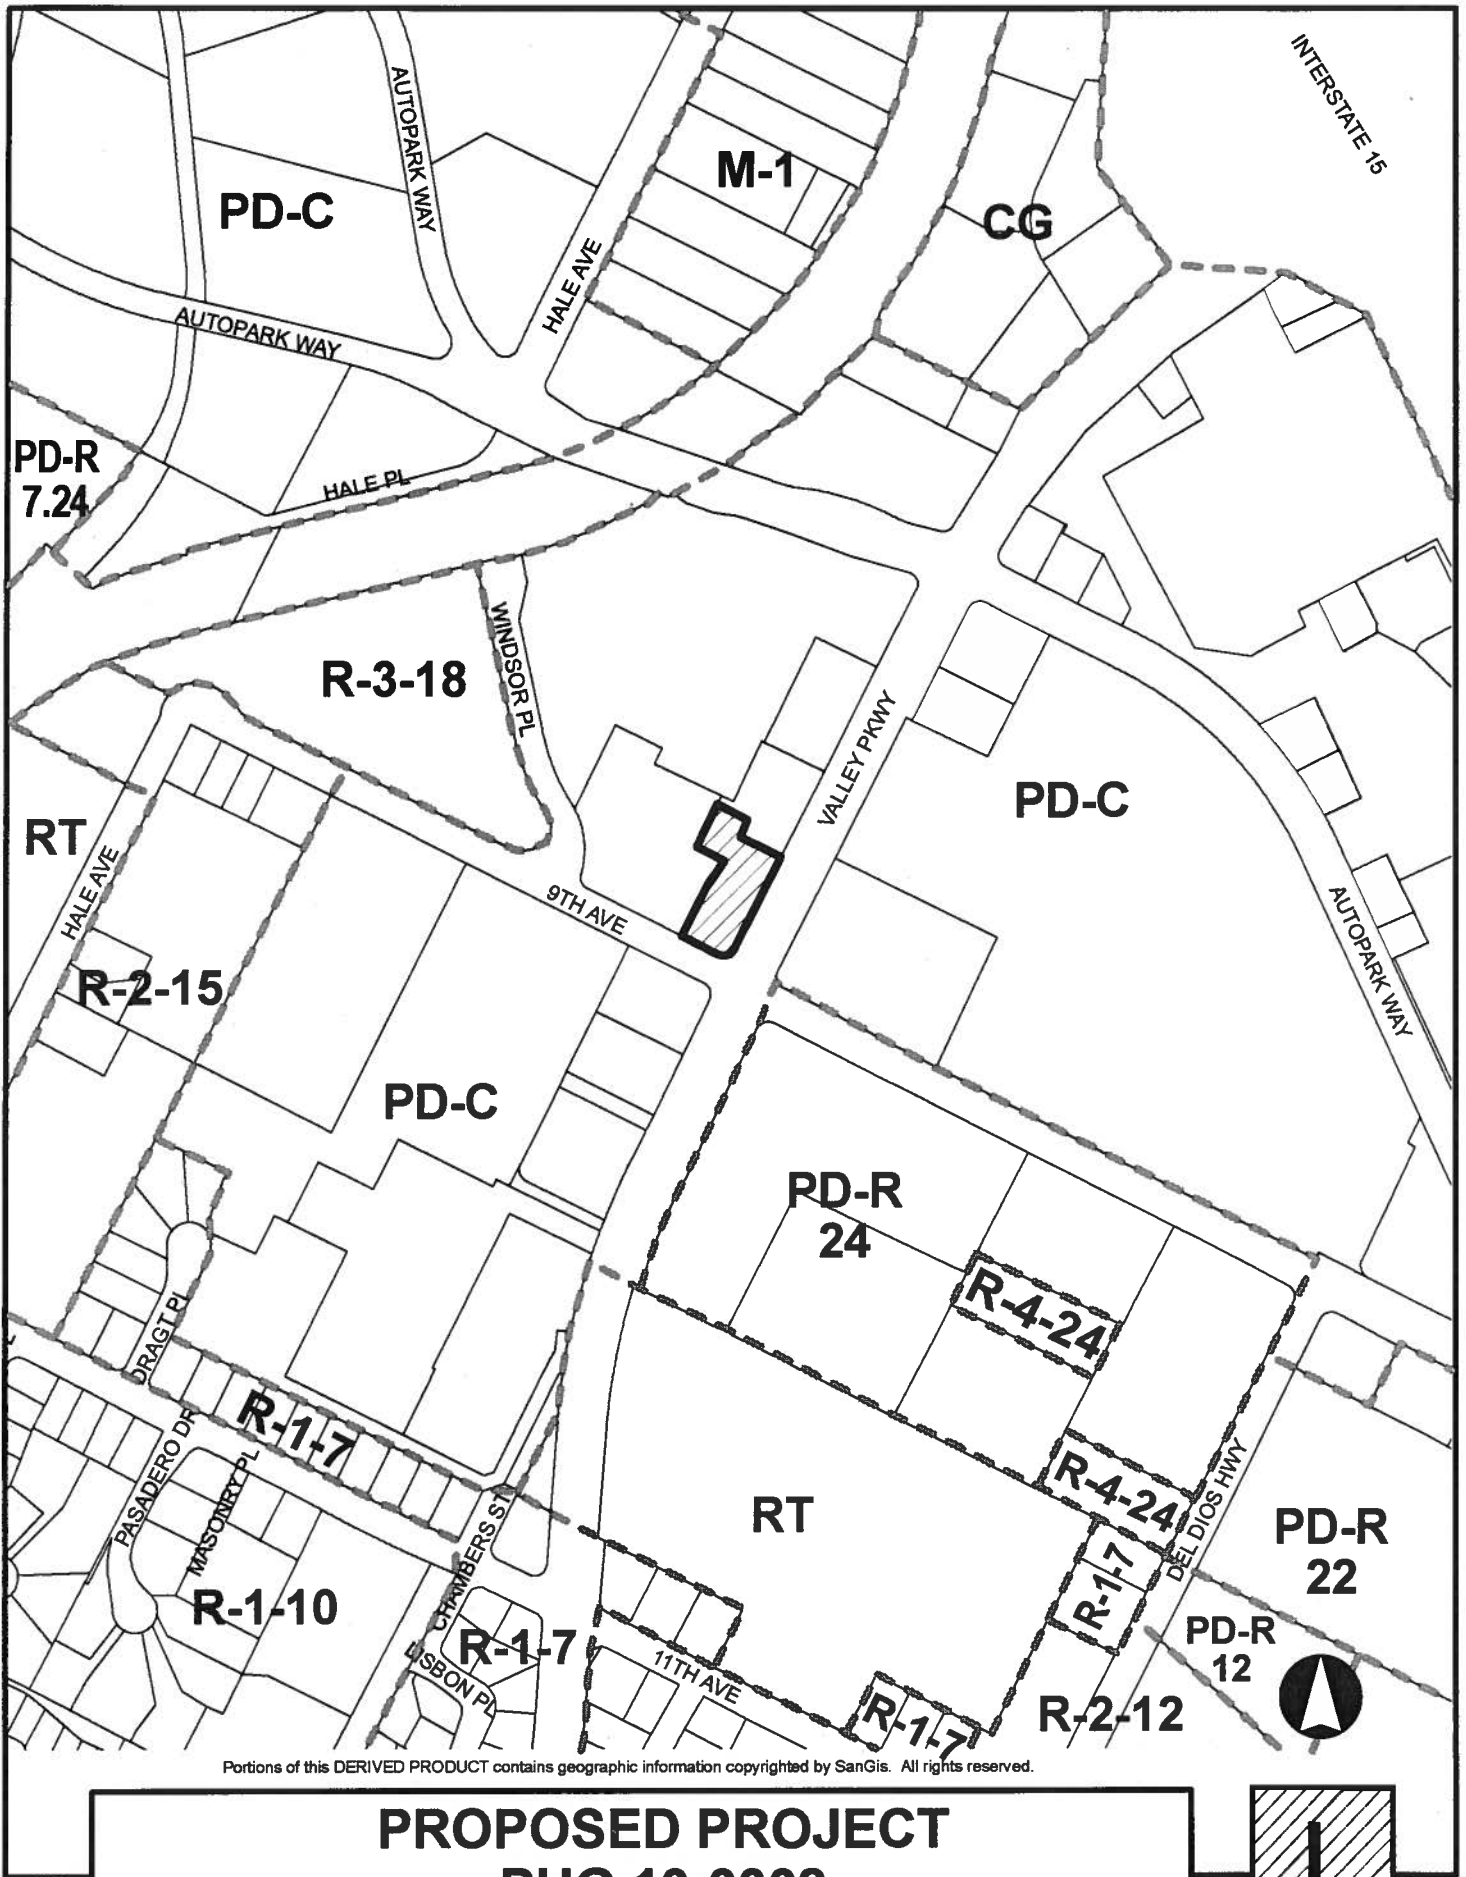 INTERSTATE 15
AUTOPARK WAY
M-1
PD-C
CG
HALE AVE
AUTOPARK WAY
PD-R
7.24
HALE PL
WINDSOR PL
R-3-18
VALLEY PKWY
PD-C
RT
HALE AVE
9TH AVE
AUTOPARK WAY
R-2-15
PD-C
PD-R
24
R-4-24
DRAGT PL
R-1-7
PASADERO DR
MASONRY PL
R-4-24
DEL DIOS HWY
RT
CHAMBERS ST
PD-R
22
R-1-7
R-1-10
R-1-7
PD-R
12
LISBON PL
11TH AVE
R-1-7
R-2-12
Portions of this DERIVED PRODUCT contains geographic information copyrighted by SanGis. All rights reserved.
PROPOSED PROJECT